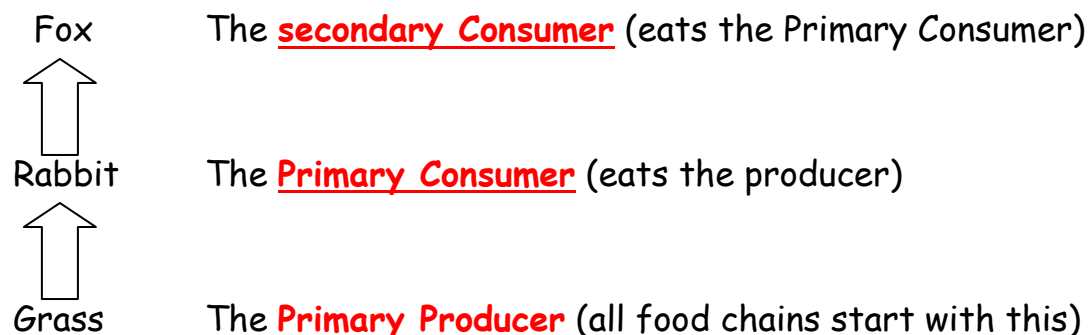 Fox The secondary Consumer (eats the Primary Consumer)
Rabbit The Primary Consumer (eats the producer)
Grass The Primary Producer (all food chains start with this)